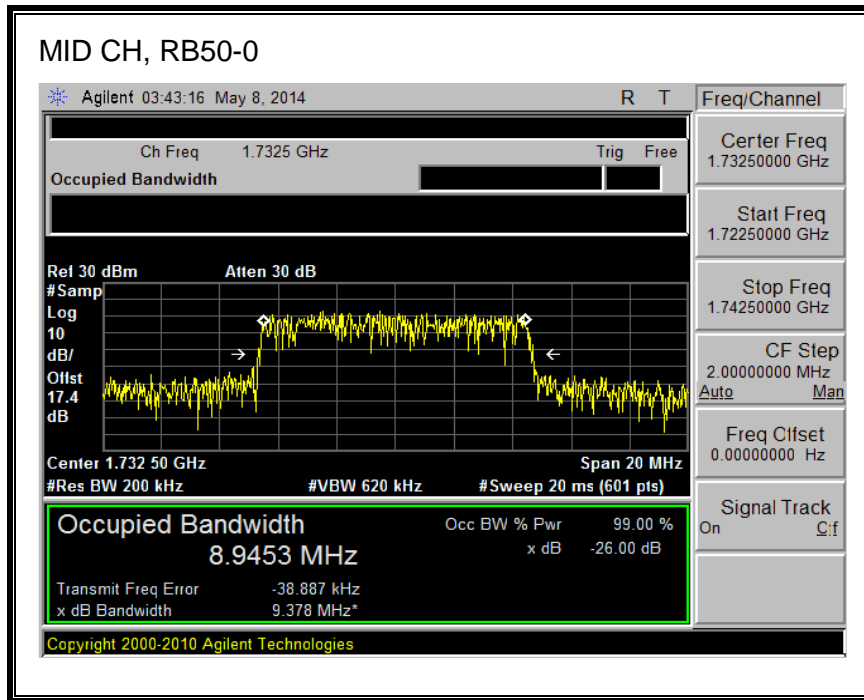 MID CH, RB50-0
Agilent 03:43:16 May 8, 2014 R T
Freq/Channel
Ch Freq 1.7325 GHz Trig Free
Occupied Bandwidth
Center Freq
1.73250000 GHz
Start Freq
1.72250000 GHz
Stop Freq
1.74250000 GHz
CF Step
2.00000000 MHz
Auto Man
Freq Offset
0.00000000 Hz
Signal Track
On Off
Ref 30 dBm Atten 30 dB
#Samp
Log
10
dB/
Offst
17.4
dB
Center 1.732 50 GHz Span 20 MHz
#Res BW 200 kHz #VBW 620 kHz #Sweep 20 ms (601 pts)
Occupied Bandwidth
8.9453 MHz
Occ BW % Pwr 99.00 %
x dB -26.00 dB
Transmit Freq Error -38.887 kHz
x dB Bandwidth 9.378 MHz*
Copyright 2000-2010 Agilent Technologies